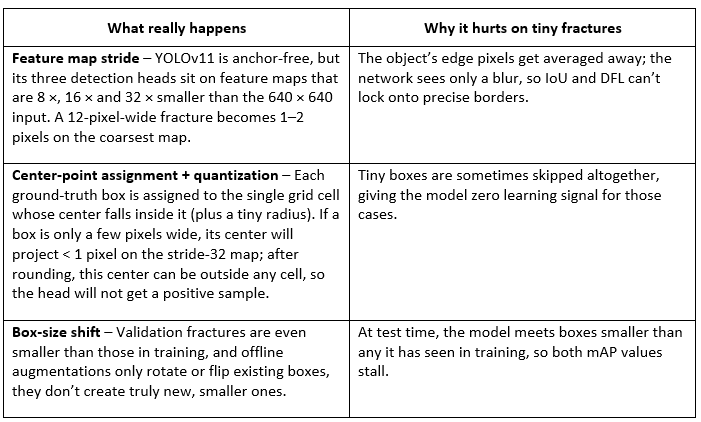 What really happens
Why it hurts on tiny fractures
Feature map stride – YOLOv11 is anchor-free, but
its three detection heads sit on feature maps that
are 8 ×, 16 × and 32 × smaller than the 640 × 640
input. A 12-pixel-wide fracture becomes 1–2
pixels on the coarsest map.
The object’s edge pixels get averaged away; the
network sees only a blur, so IoU and DFL can’t
lock onto precise borders.
Center-point assignment + quantization – Each
ground-truth box is assigned to the single grid cell
whose center falls inside it (plus a tiny radius). If a
box is only a few pixels wide, its center will
project < 1 pixel on the stride-32 map; after
rounding, this center can be outside any cell, so
the head will not get a positive sample.
Tiny boxes are sometimes skipped altogether,
giving the model zero learning signal for those
cases.
Box-size shift – Validation fractures are even
smaller than those in training, and offline
augmentations only rotate or flip existing boxes,
they don’t create truly new, smaller ones.
At test time, the model meets boxes smaller than
any it has seen in training, so both mAP values
stall.